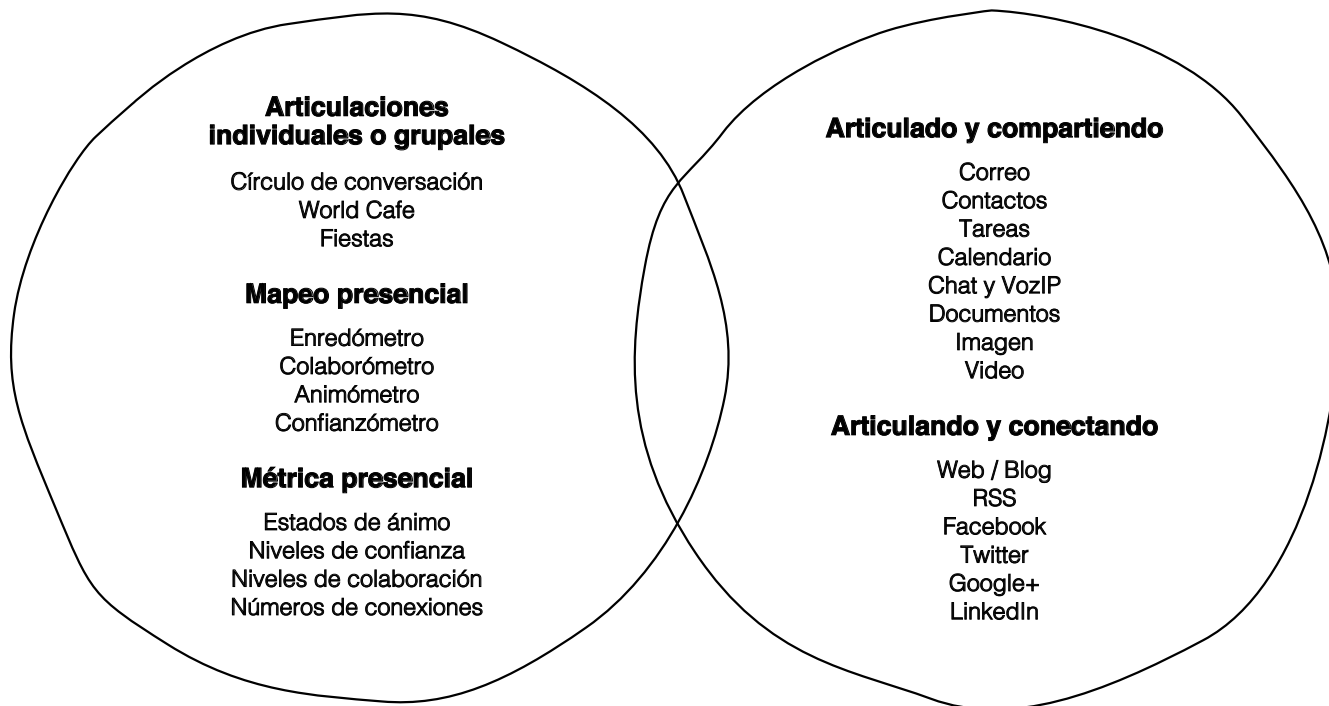 Articulaciones
individuales o grupales
Círculo de conversación
World Cafe
Fiestas
Mapeo presencial
Enredómetro
Colaborómetro
Animómetro
Confianzómetro
Métrica presencial
Estados de ánimo
Niveles de confianza
Niveles de colaboración
Números de conexiones
Articulado y compartiendo
Correo
Contactos
Tareas
Calendario
Chat y VozIP
Documentos
Imagen
Video
Articulando y conectando
Web / Blog
RSS
Facebook
Twitter
Google+
LinkedIn